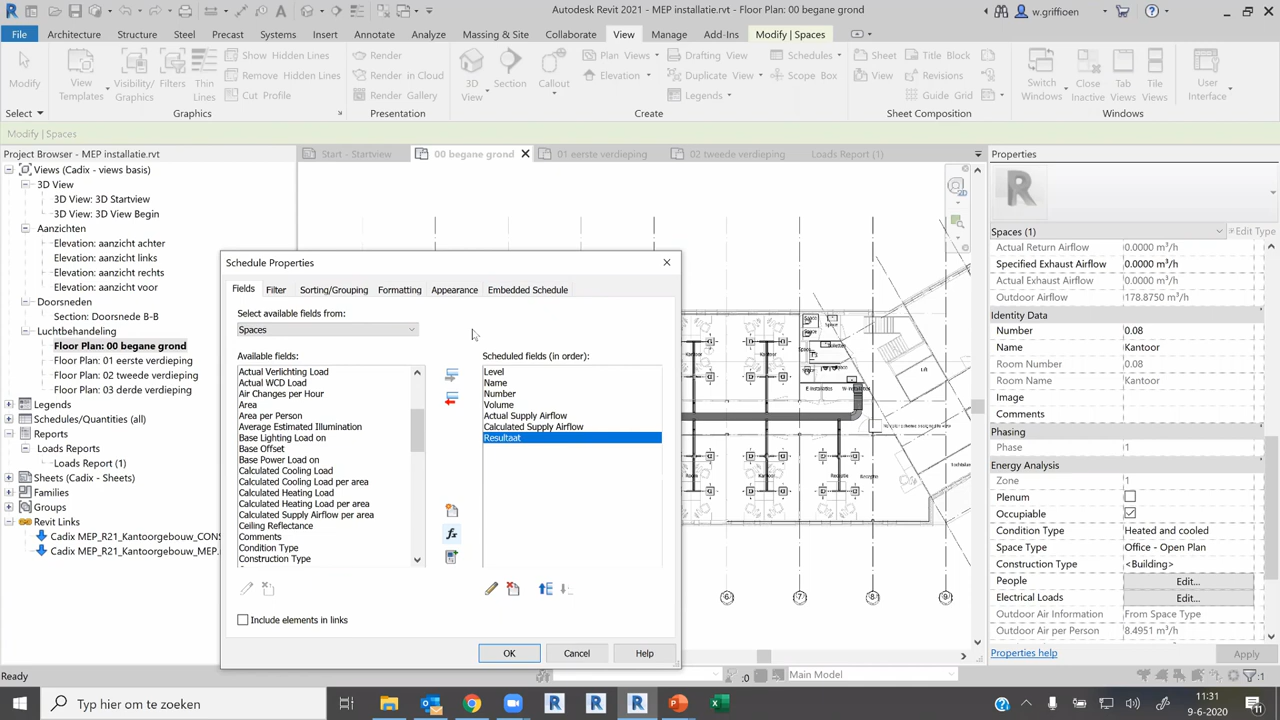 Autodesk Revit 2021 - MEP installatie.rvt - Floor Plan: 00 begane grond
w.griffioen
File Architecture Structure Steel Precast Systems Insert Annotate Analyze Massing & Site Collaborate View Manage Add-Ins Modify | Spaces
Modify
View Templates
Visibility/ Graphics
Filters
Thin Lines
Show Hidden Lines
Remove Hidden Lines
Cut Profile
Render
Render in Cloud
Render Gallery
3D View
Section
Callout
Plan Views
Elevation
Drafting View
Duplicate View
Legends
Schedules
Scope Box
Sheet
View
Title Block
Revisions
Guide Grid
Switch Windows
Close Inactive
Tab Views
Tile Views
User Interface
Select
Graphics
Presentation
Create
Sheet Composition
Windows
Modify | Spaces
Project Browser - MEP installatie.rvt
Views (Cadix - views basis)
3D View
3D View: 3D Startview
3D View: 3D View Begin
Aanzichten
Elevation: aanzicht achter
Elevation: aanzicht links
Elevation: aanzicht rechts
Elevation: aanzicht voor
Doorsneden
Section: Doorsnede B-B
Luchtbehandeling
Floor Plan: 00 begane grond
Floor Plan: 01 eerste verdieping
Floor Plan: 02 tweede verdieping
Floor Plan: 03 derde verdieping
Legends
Schedules/Quantities (all)
Reports
Loads Reports
Loads Report (1)
Sheets (Cadix - Sheets)
Families
Groups
Revit Links
Cadix MEP_R21_Kantoorgebouw_CONS
Cadix MEP_R21_Kantoorgebouw_MEP.
Start - Startview
00 begane grond
01 eerste verdieping
02 tweede verdieping
Loads Report (1)
Schedule Properties
Fields Filter Sorting/Grouping Formatting Appearance Embedded Schedule
Select available fields from:
Spaces
Available fields:
Actual Verlichting Load
Actual WCD Load
Air Changes per Hour
Area
Area per Person
Average Estimated Illumination
Base Lighting Load on
Base Offset
Base Power Load on
Calculated Cooling Load
Calculated Cooling Load per area
Calculated Heating Load
Calculated Heating Load per area
Calculated Supply Airflow per area
Ceiling Reflectance
Comments
Condition Type
Construction Type
Scheduled fields (in order):
Level
Name
Number
Volume
Actual Supply Airflow
Calculated Supply Airflow
Resultaat
fx
Include elements in links
OK
Cancel
Help
Kantoor
Kantoor
Kantoor
Space
Space
E installaties
W installaties
Lift
Room
Kantoor
Receptie
6
7
8
9
2D
Properties
R
Spaces (1)
Edit Type
Actual Return Airflow 0.0000 m³/h
Specified Exhaust Airflow 0.0000 m³/h
Actual Exhaust Airflow 0.0000 m³/h
Outdoor Airflow 178.8750 m³/h
Identity Data
Number 0.08
Name Kantoor
Room Number 0.08
Room Name Kantoor
Image
Comments
Phasing
Phase 1
Energy Analysis
Zone 1
Plenum
Occupiable
Condition Type Heated and cooled
Space Type Office - Open Plan
Construction Type <Building>
People Edit...
Electrical Loads Edit...
Outdoor Air Information From Space Type
Outdoor Air per Person 8.4951 m³/h
Properties help
Apply
Ready
:0
Main Model
Typ hier om te zoeken
11:31
9-6-2020